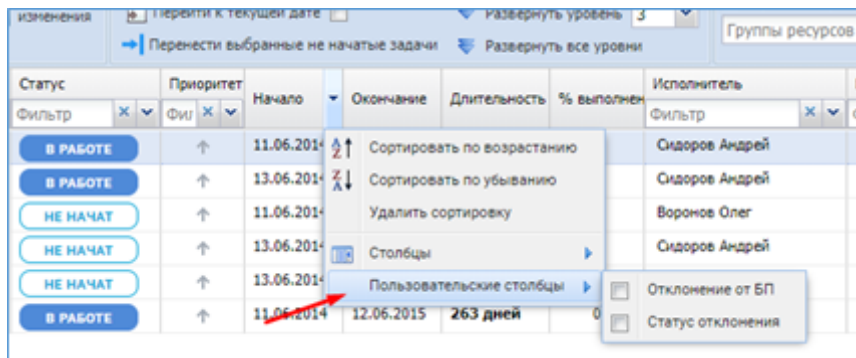 изменения
Перейти к текущей дате
Развернуть уровень 3
Группы ресурсов
Перенести выбранные не начатые задачи
Развернуть все уровни
Статус Приоритет Начало Окончание Длительность % выполнен Исполнитель
Фильтр Фил Фильтр
В РАБОТЕ 11.06.2014 Сидоров Андрей
Сортировать по возрастанию
В РАБОТЕ 13.06.2014 Сидоров Андрей
Сортировать по убыванию
НЕ НАЧАТ 11.06.2014 Воронов Олег
Удалить сортировку
НЕ НАЧАТ 13.06.2014 Сидоров Андрей
Столбцы
НЕ НАЧАТ 13.06.2014
Пользовательские столбцы
Отклонение от БП
В РАБОТЕ 11.06.2014 12.06.2015 263 дней 0
Статус отклонения